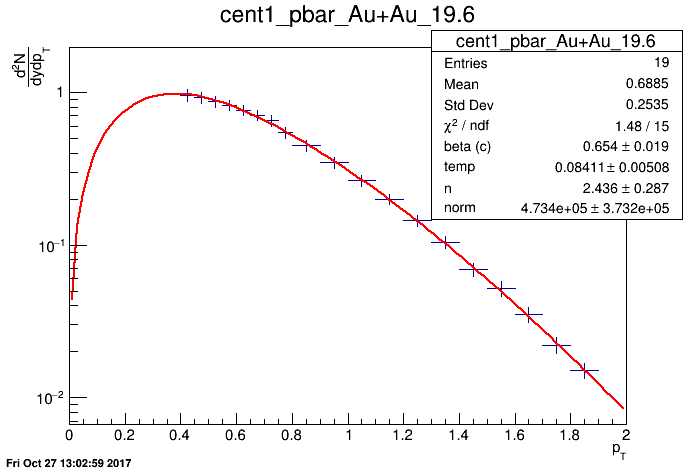 cent1_pbar_Au+Au_19.6
cent1_pbar_Au+Au_19.6
Entries 19
Mean 0.6885
Std Dev 0.2535
χ² / ndf 1.48 / 15
beta (c) 0.654 ± 0.019
temp 0.08411 ± 0.00508
n 2.436 ± 0.287
norm 4.734e+05 ± 3.732e+05
d²N
dydp_T
1
10⁻¹
10⁻²
0 0.2 0.4 0.6 0.8 1 1.2 1.4 1.6 1.8 2
p_T
Fri Oct 27 13:02:59 2017